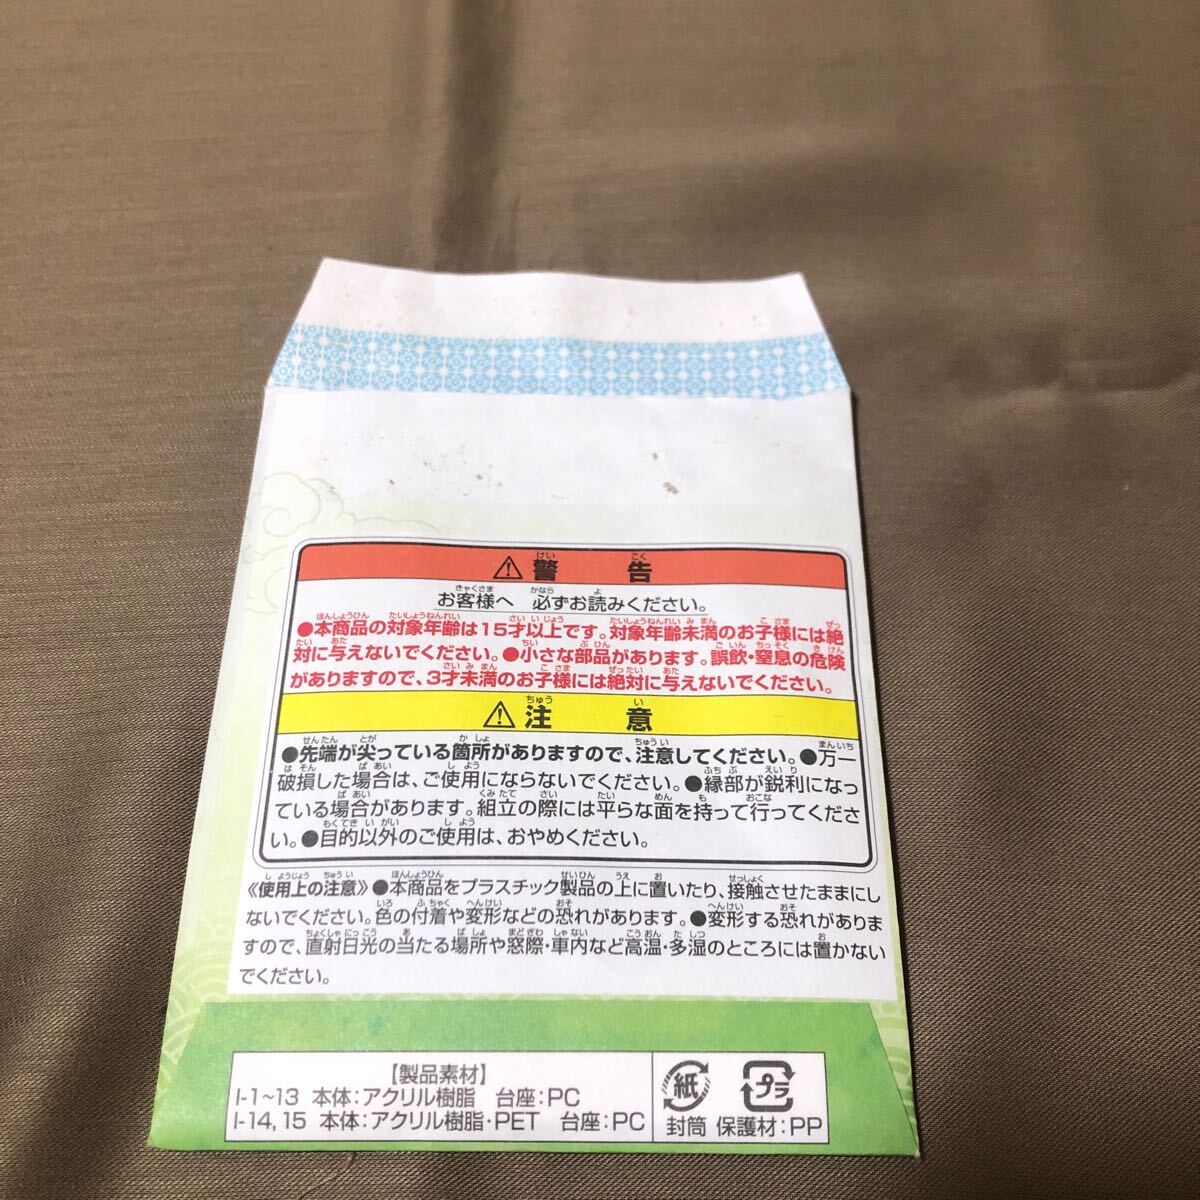 ⚠警告
お客様へ 必ずお読みください。
●本商品の対象年齢は15才以上です。対象年齢未満のお子様には絶
対に与えないでください。●小さな部品があります。誤飲・窒息の危険
がありますので、3才未満のお子様には絶対に与えないでください。
⚠注意
●先端が尖っている箇所がありますので、注意してください。●万一
破損した場合は、ご使用にならないでください。●縁部が鋭利になっ
ている場合があります。組立の際には平らな面を持って行ってくださ
い。●目的以外のご使用は、おやめください。
《使用上の注意》●本商品をプラスチック製品の上に置いたり、接触させたままにし
ないでください。色の付着や変形などの恐れがあります。●変形する恐れがありま
すので、直射日光の当たる場所や窓際・車内など高温・多湿のところには置かない
でください。
【製品素材】
I-1~13 本体:アクリル樹脂 台座:PC
I-14,15 本体:アクリル樹脂・PET 台座:PC
紙 プラ
封筒 保護材:PP